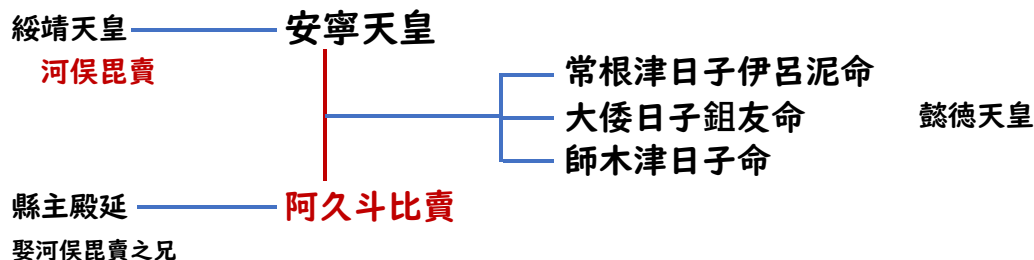 綏靖天皇 安寧天皇
河俣毘賣
常根津日子伊呂泥命
大倭日子鉏友命 懿徳天皇
師木津日子命
縣主殿延 阿久斗比賣
娶河俣毘賣之兄